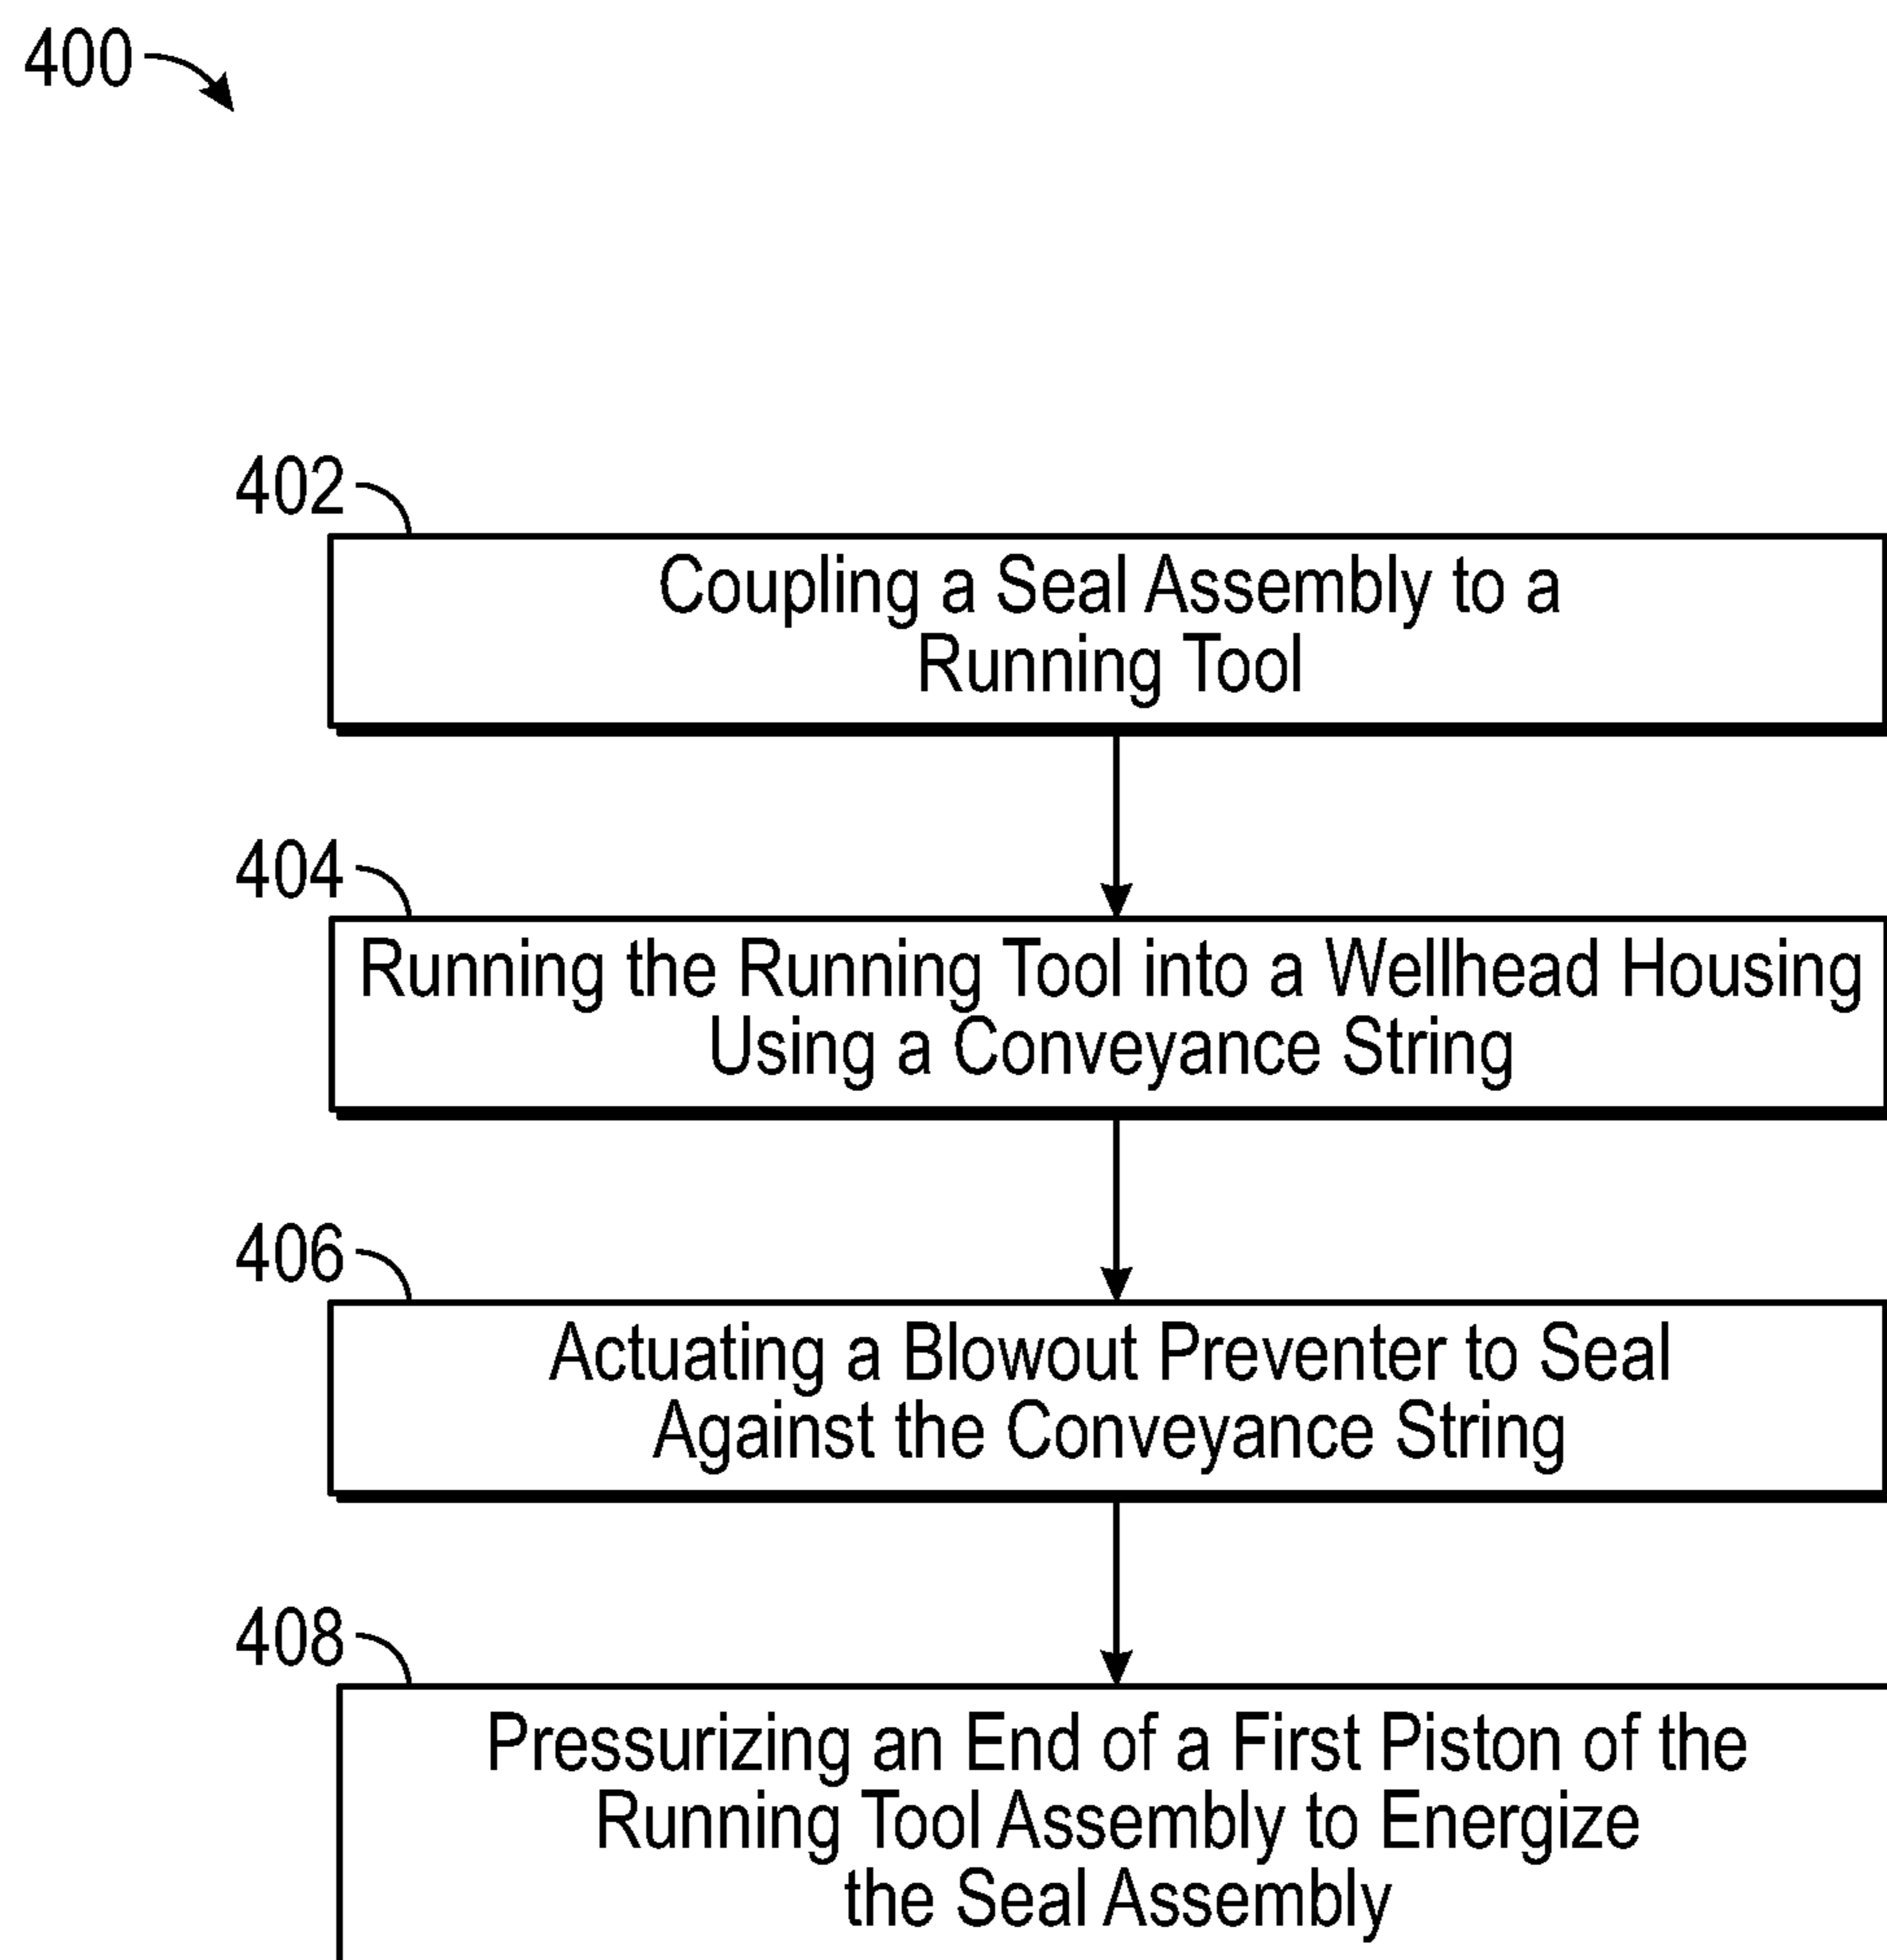 400
402
Coupling a Seal Assembly to a
Running Tool
404
Running the Running Tool into a Wellhead Housing
Using a Conveyance String
406
Actuating a Blowout Preventer to Seal
Against the Conveyance String
408
Pressurizing an End of a First Piston of the
Running Tool Assembly to Energize
the Seal Assembly